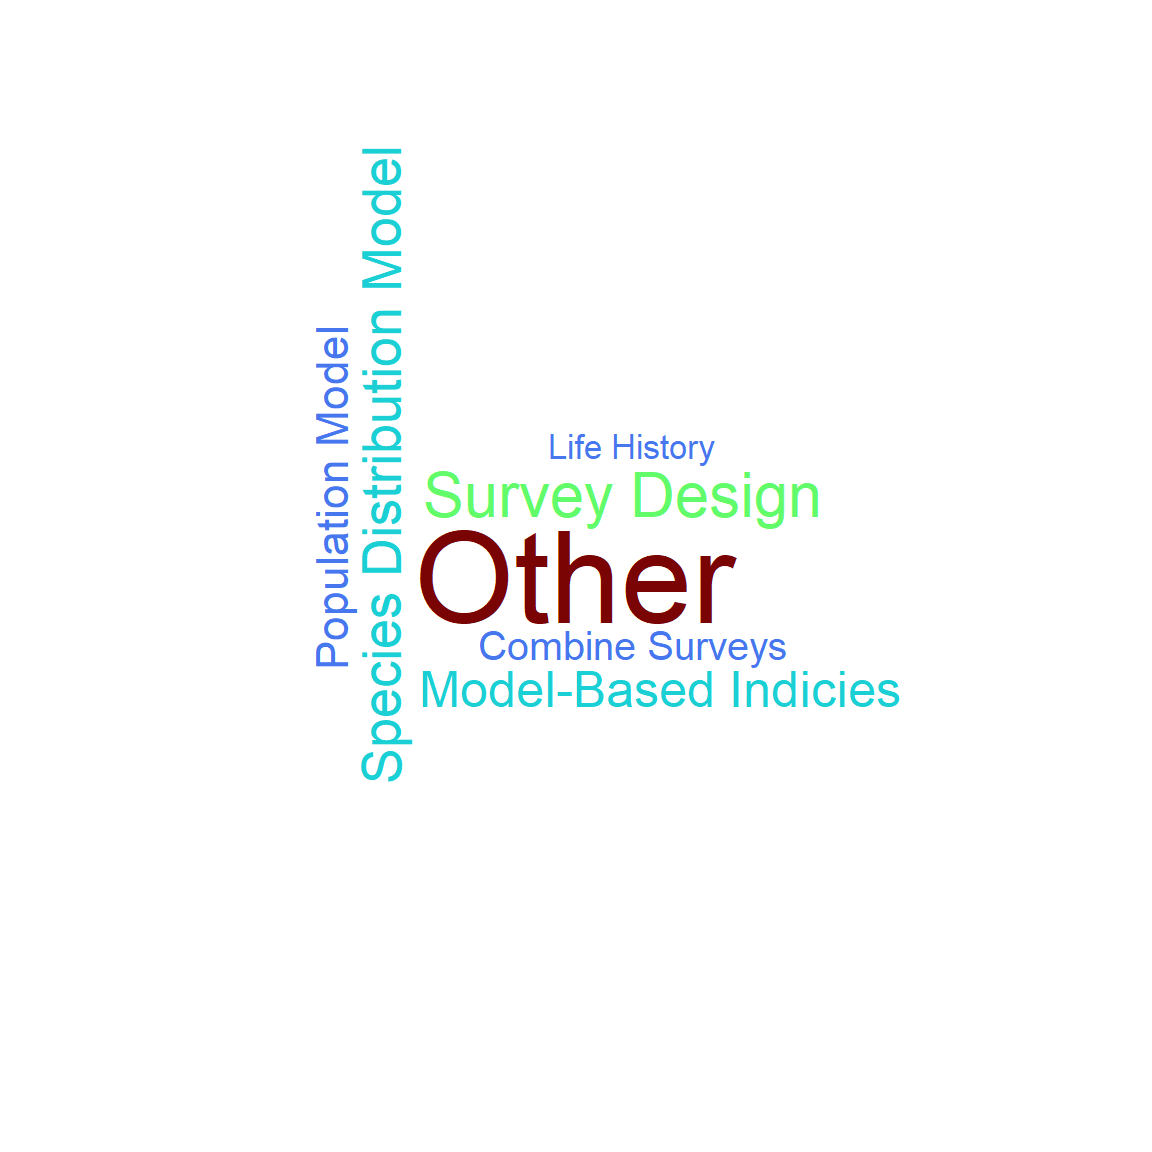 Population Model
Species Distribution Model
Life History
Survey Design
Other
Combine Surveys
Model-Based Indicies